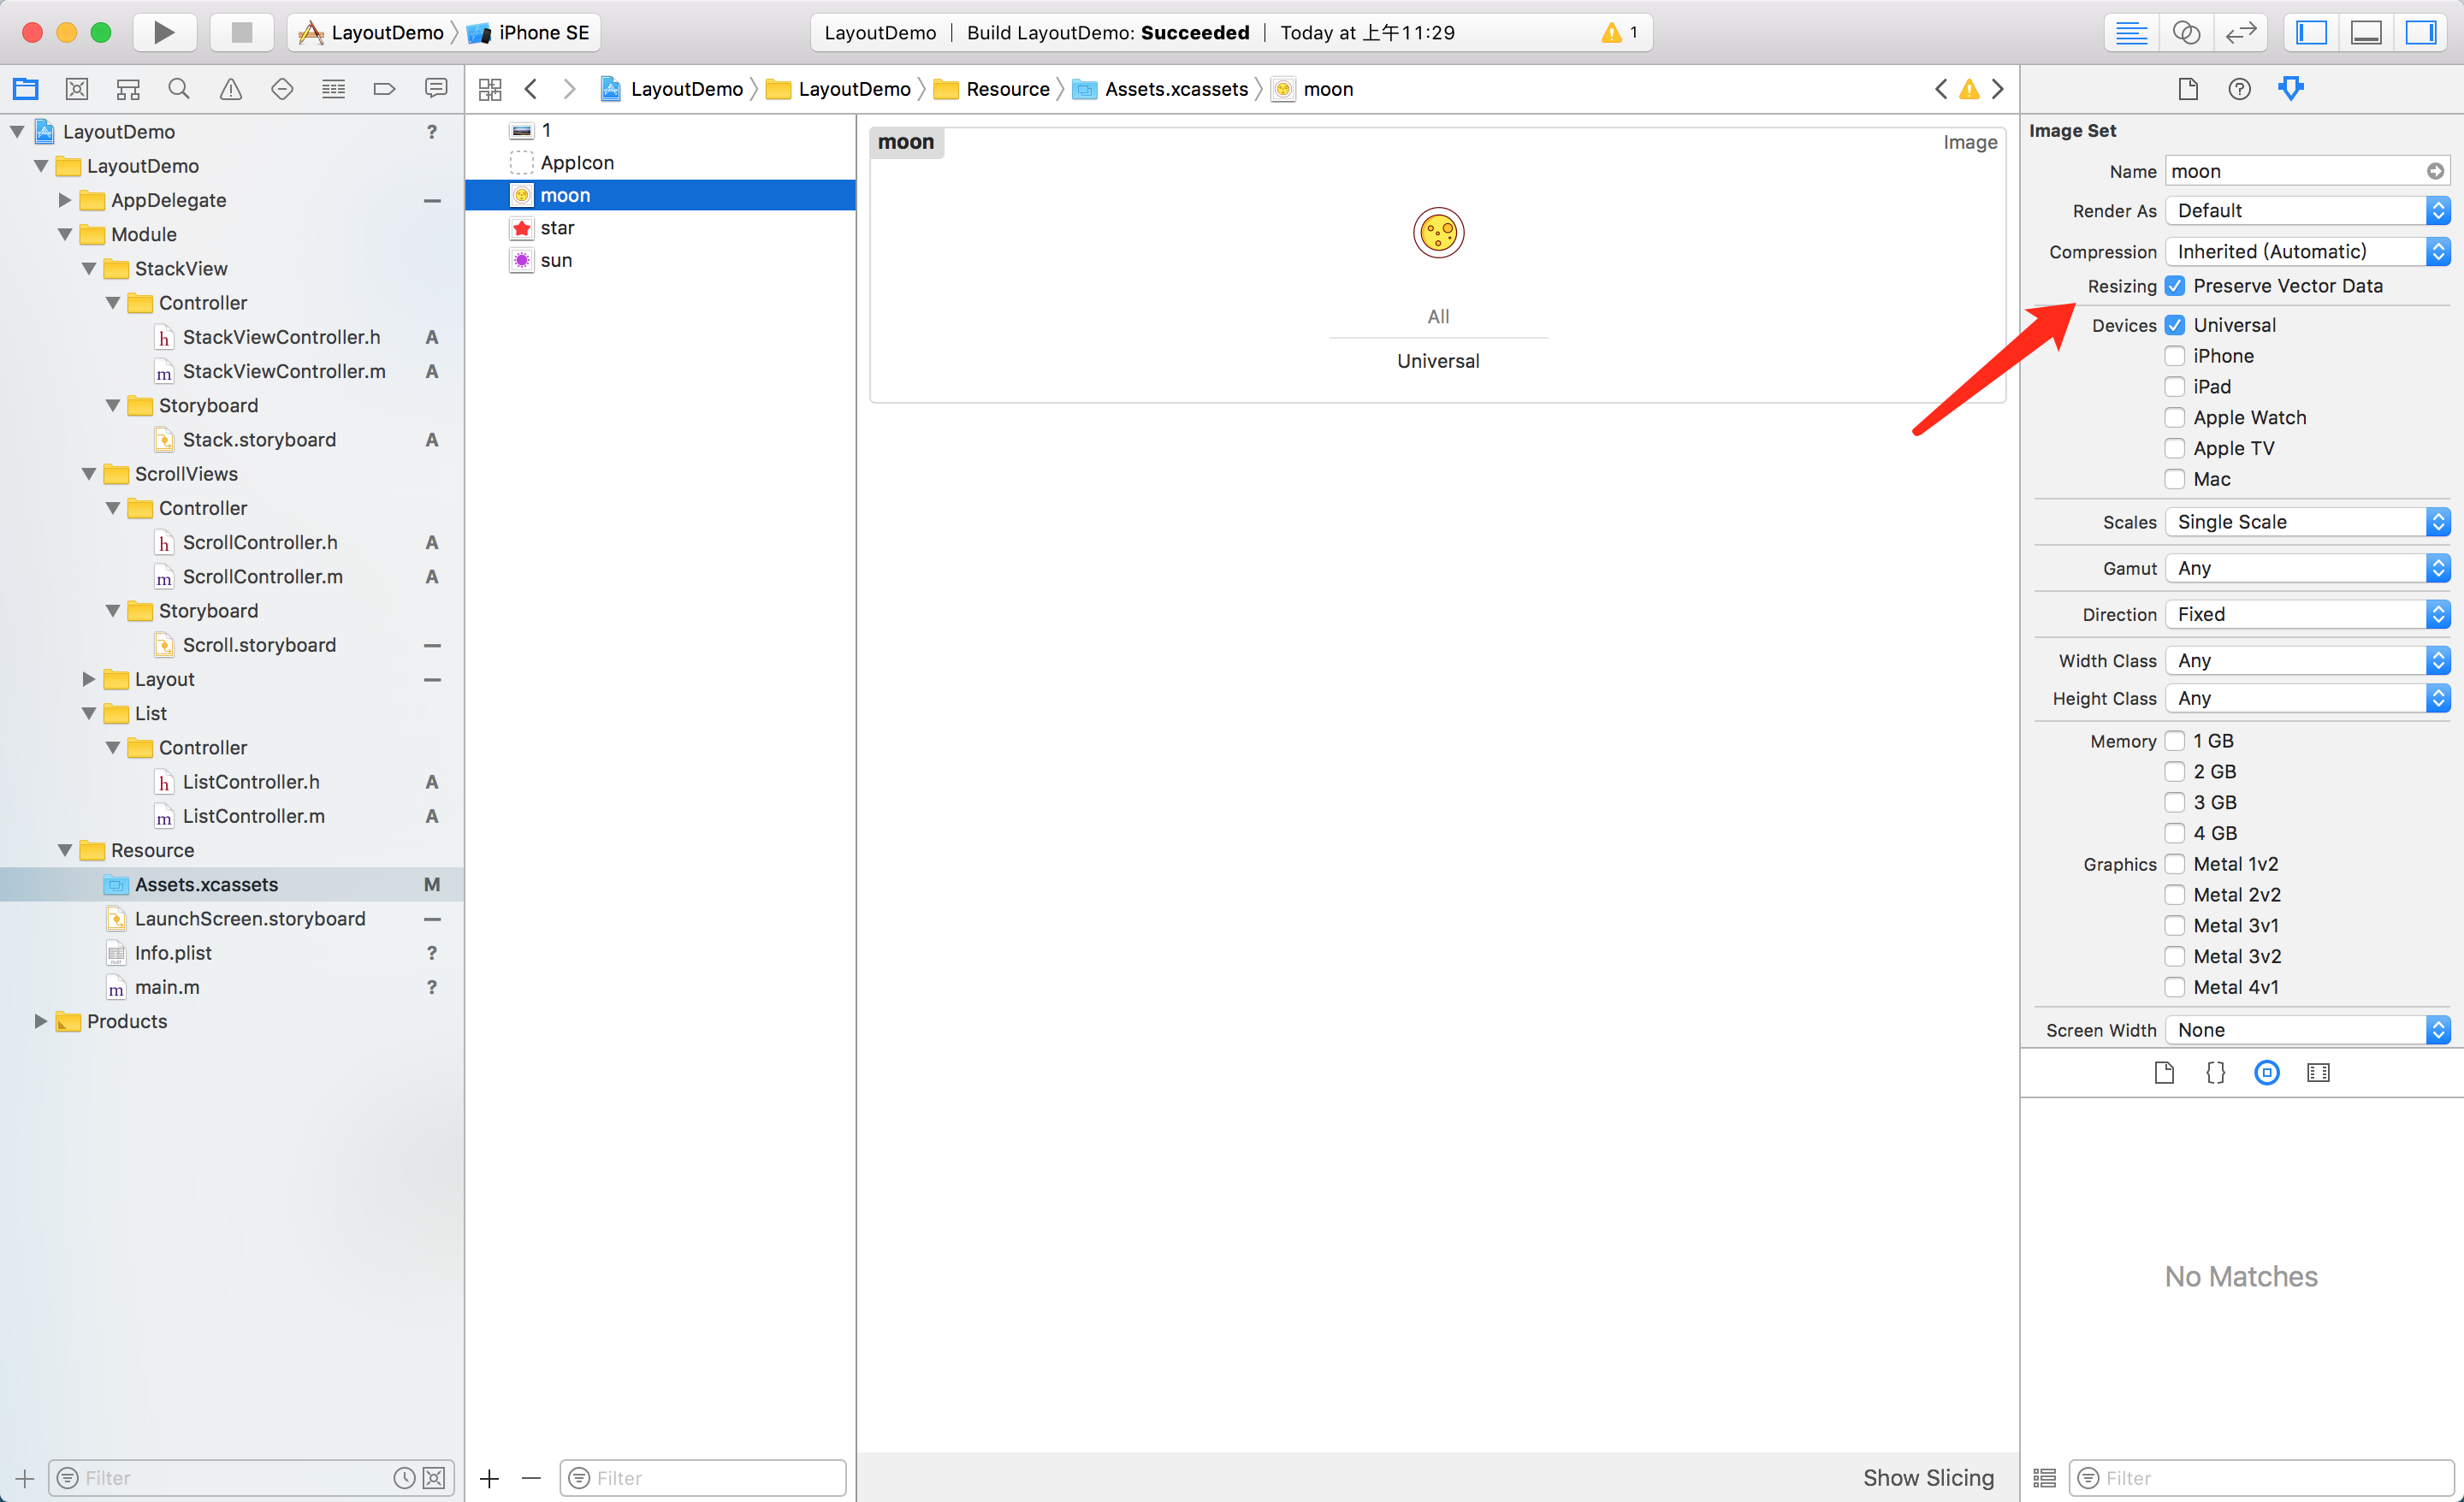 LayoutDemo iPhone SE
LayoutDemo Build LayoutDemo: Succeeded Today at 上午11:29 1
LayoutDemo LayoutDemo Resource Assets.xcassets moon
LayoutDemo ?
LayoutDemo
AppDelegate
Module
StackView
Controller
h StackViewController.h A
m StackViewController.m A
Storyboard
Stack.storyboard A
ScrollViews
Controller
h ScrollController.h A
m ScrollController.m A
Storyboard
Scroll.storyboard
Layout
List
Controller
h ListController.h A
m ListController.m A
Resource
Assets.xcassets M
LaunchScreen.storyboard
Info.plist ?
m main.m ?
Products
Filter
1
AppIcon
moon
star
sun
Filter
moon
Image
All
Universal
Show Slicing
Image Set
Name moon
Render As Default
Compression Inherited (Automatic)
Resizing Preserve Vector Data
Devices Universal
iPhone
iPad
Apple Watch
Apple TV
Mac
Scales Single Scale
Gamut Any
Direction Fixed
Width Class Any
Height Class Any
Memory 1 GB
2 GB
3 GB
4 GB
Graphics Metal 1v2
Metal 2v2
Metal 3v1
Metal 3v2
Metal 4v1
Screen Width None
{}
No Matches
Filter